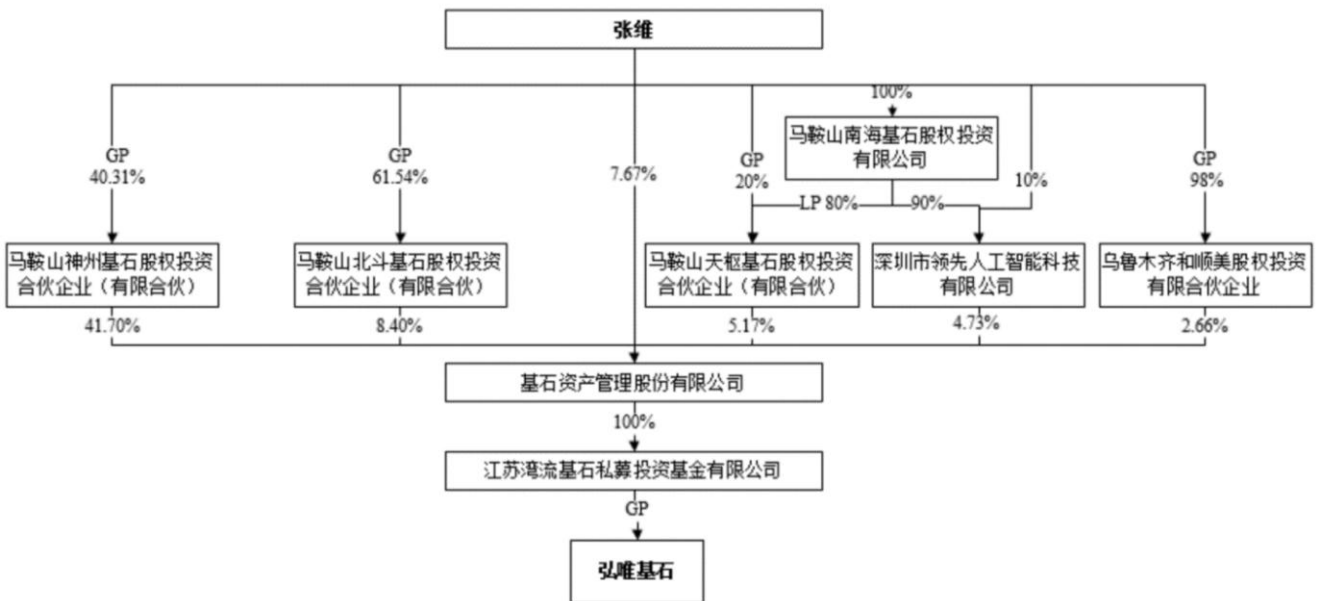 张维
100%
马鞍山南海基石股权投资
有限公司
GP
40.31%
GP
61.54%
7.67%
GP
20%
10%
GP
98%
LP 80%
90%
马鞍山神州基石股权投资
合伙企业（有限合伙）
马鞍山北斗基石股权投资
合伙企业（有限合伙）
马鞍山天枢基石股权投资
合伙企业（有限合伙）
深圳市领先人工智能科技
有限公司
乌鲁木齐和顺美股权投资
有限合伙企业
41.70%
8.40%
5.17%
4.73%
2.66%
基石资产管理股份有限公司
100%
江苏湾流基石私募投资基金有限公司
GP
弘唯基石